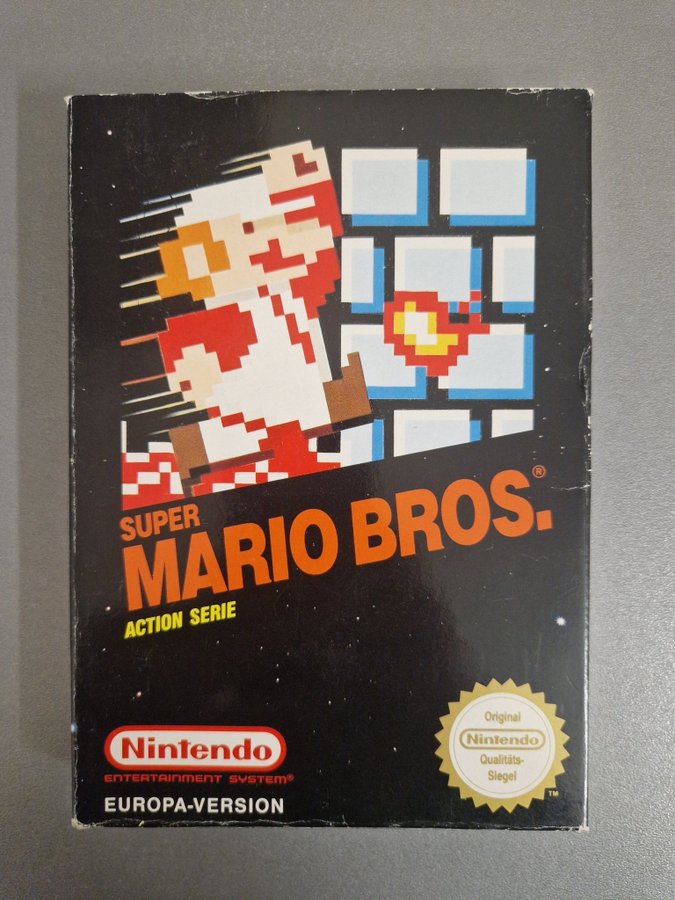 SUPER
MARIO BROS.®
ACTION SERIE
Nintendo
ENTERTAINMENT SYSTEM®
EUROPA-VERSION
Original
Nintendo
Qualitäts-
Siegel
TM